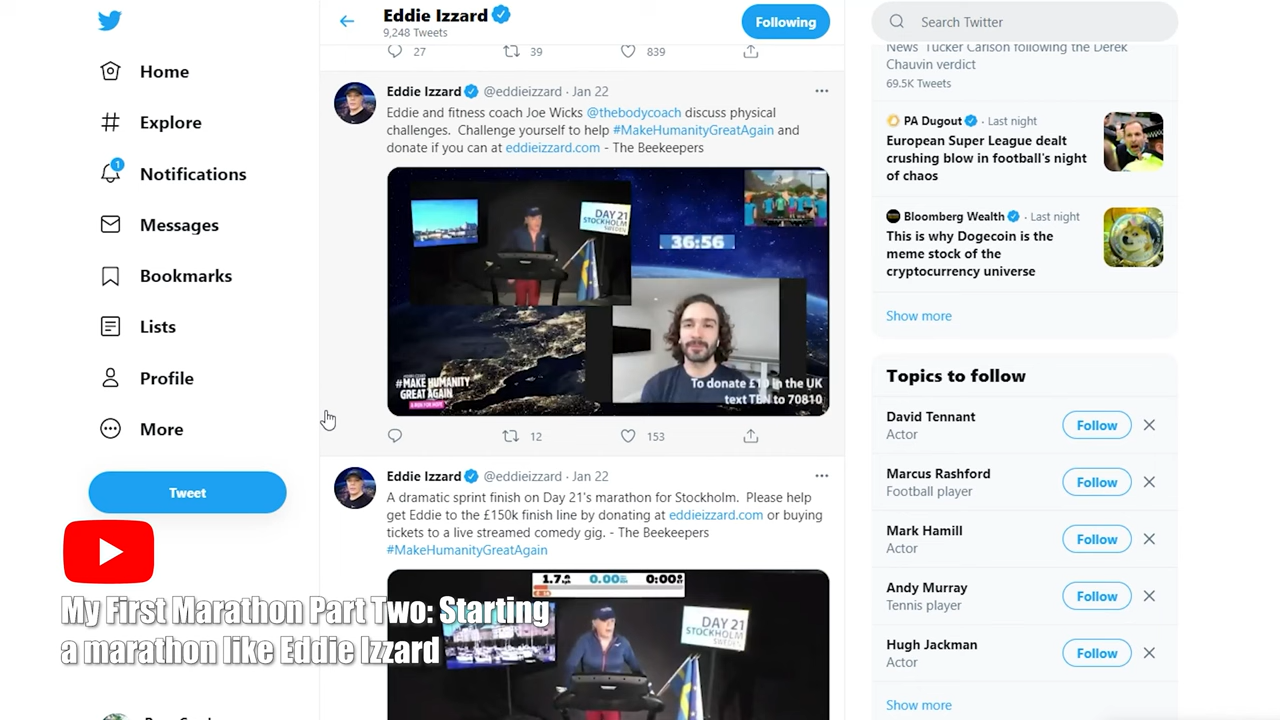 Home
Explore
1
Notifications
Messages
Bookmarks
Lists
Profile
More
Tweet
My First Marathon Part Two: Starting
a marathon like Eddie Izzard
Eddie Izzard
9,248 Tweets
Following
27 39 839
Eddie Izzard @eddieizzard · Jan 22
Eddie and fitness coach Joe Wicks @thebodycoach discuss physical
challenges. Challenge yourself to help #MakeHumanityGreatAgain and
donate if you can at eddieizzard.com - The Beekeepers
DAY 21
STOCKHOLM
SWEDEN
36:56
#MAKE HUMANITY
GREAT AGAIN
To donate £10 in the UK
text TEN to 70810
12 153
Eddie Izzard @eddieizzard · Jan 22
A dramatic sprint finish on Day 21's marathon for Stockholm. Please help
get Eddie to the £150k finish line by donating at eddieizzard.com or buying
tickets to a live streamed comedy gig. - The Beekeepers
#MakeHumanityGreatAgain
1.7 0.00 0:00
DAY 21
STOCKHOLM
SWEDEN
Search Twitter
News Tucker Carlson following the Derek
Chauvin verdict
69.5K Tweets
PA Dugout · Last night
European Super League dealt
crushing blow in football's night
of chaos
Bloomberg Wealth · Last night
This is why Dogecoin is the
meme stock of the
cryptocurrency universe
Show more
Topics to follow
David Tennant
Actor
Follow
Marcus Rashford
Football player
Follow
Mark Hamill
Actor
Follow
Andy Murray
Tennis player
Follow
Hugh Jackman
Actor
Follow
Show more